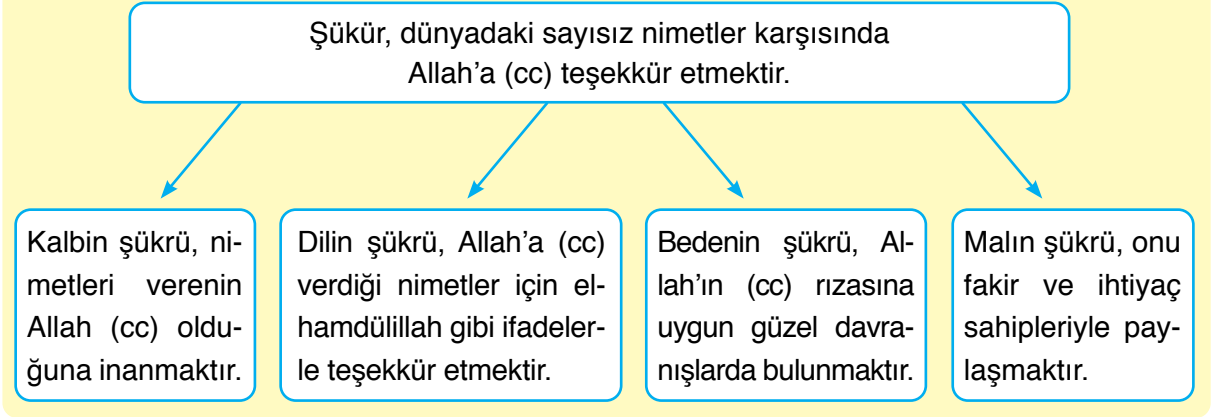 Şükür, dünyadaki sayısız nimetler karşısında
Allah’a (cc) teşekkür etmektir.
Kalbin şükrü, ni-
metleri verenin
Allah (cc) oldu-
ğuna inanmaktır.
Dilin şükrü, Allah’a (cc)
verdiği nimetler için el-
hamdülillah gibi ifadeler-
le teşekkür etmektir.
Bedenin şükrü, Al-
lah’ın (cc) rızasına
uygun güzel davra-
nışlarda bulunmaktır.
Malın şükrü, onu
fakir ve ihtiyaç
sahipleriyle pay-
laşmaktır.